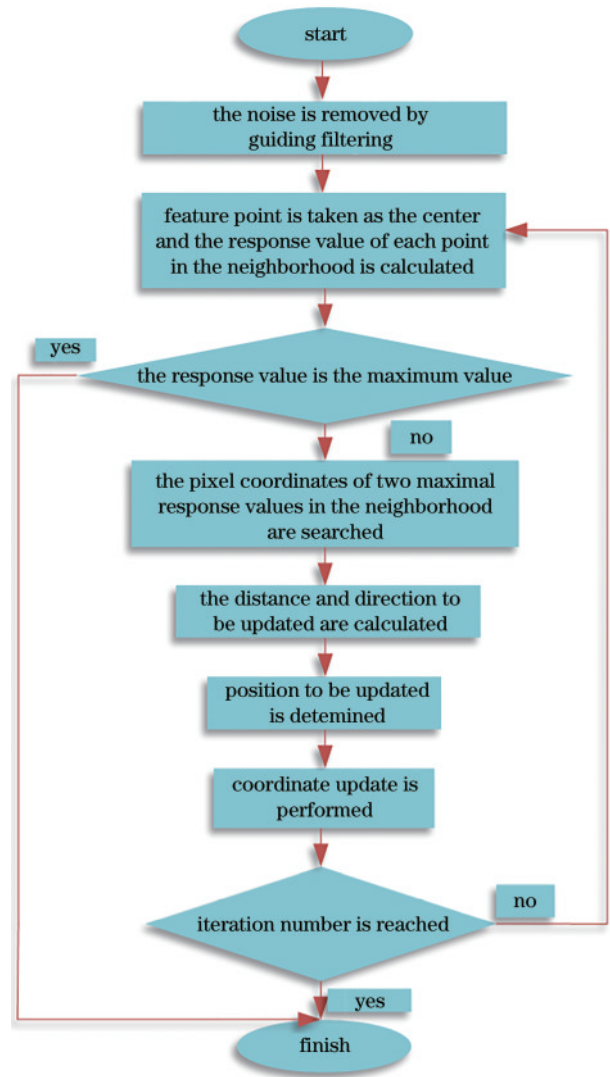 start
the noise is removed by
guiding filtering
feature point is taken as the center
and the response value of each point
in the neighborhood is calculated
yes
the response value is the maximum value
no
the pixel coordinates of two maximal
response values in the neighborhood
are searched
the distance and direction to
be updated are calculated
position to be updated
is detemined
coordinate update is
performed
no
iteration number is reached
yes
finish